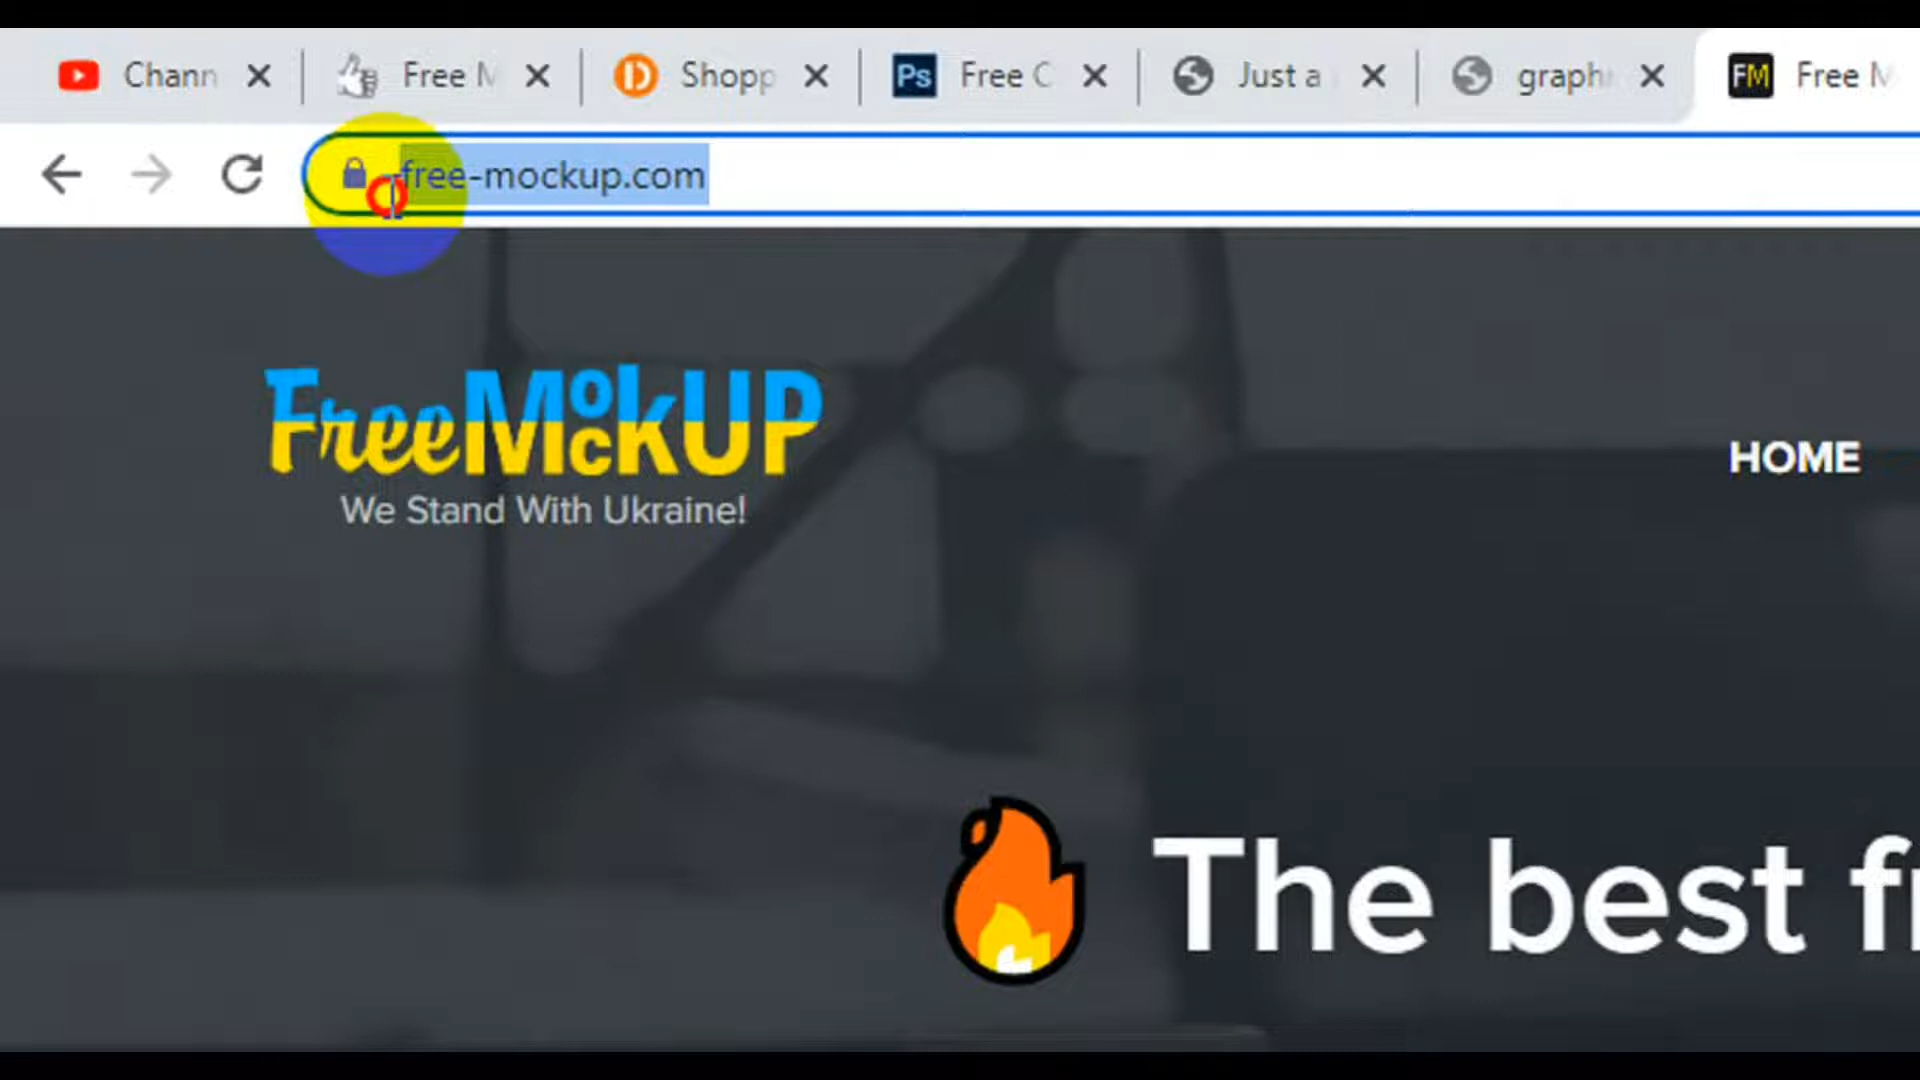 Chann
Free M
Shopp
Ps
Free C
Just a
graph
FM
Free M
free-mockup.com
FreeMockUP
We Stand With Ukraine!
HOME
The best fr